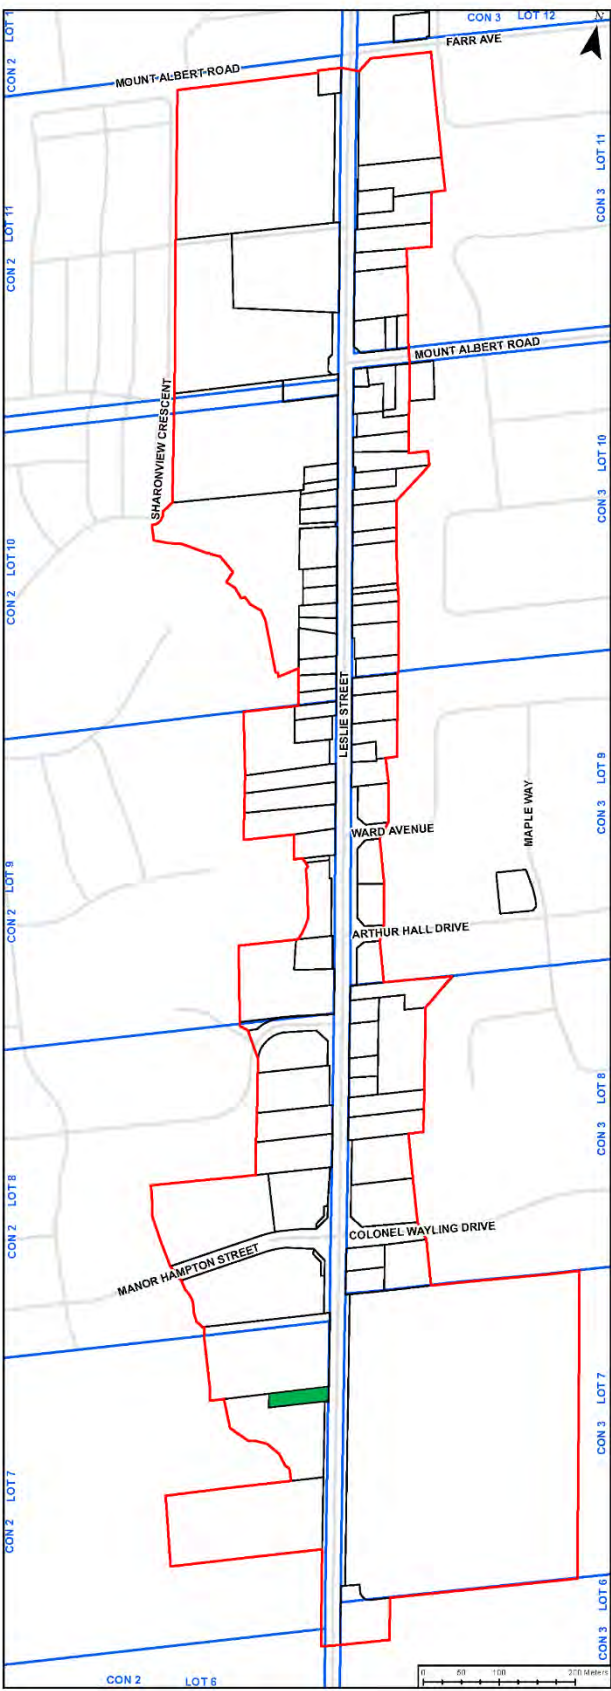 CON 3 LOT 12
N
CON 2 LOT 1
FARR AVE
MOUNT ALBERT ROAD
CON 3 LOT 11
CON 2 LOT 11
MOUNT ALBERT ROAD
SHARONVIEW CRESCENT
CON 3 LOT 10
CON 2 LOT 10
LESLIE STREET
CON 3 LOT 9
MAPLE WAY
WARD AVENUE
CON 2 LOT 9
ARTHUR HALL DRIVE
CON 3 LOT 8
CON 2 LOT 8
COLONEL WAYLING DRIVE
MANOR HAMPTON STREET
CON 3 LOT 7
CON 2 LOT 7
CON 3 LOT 6
CON 2 LOT 6
0 50 100 200 Meters